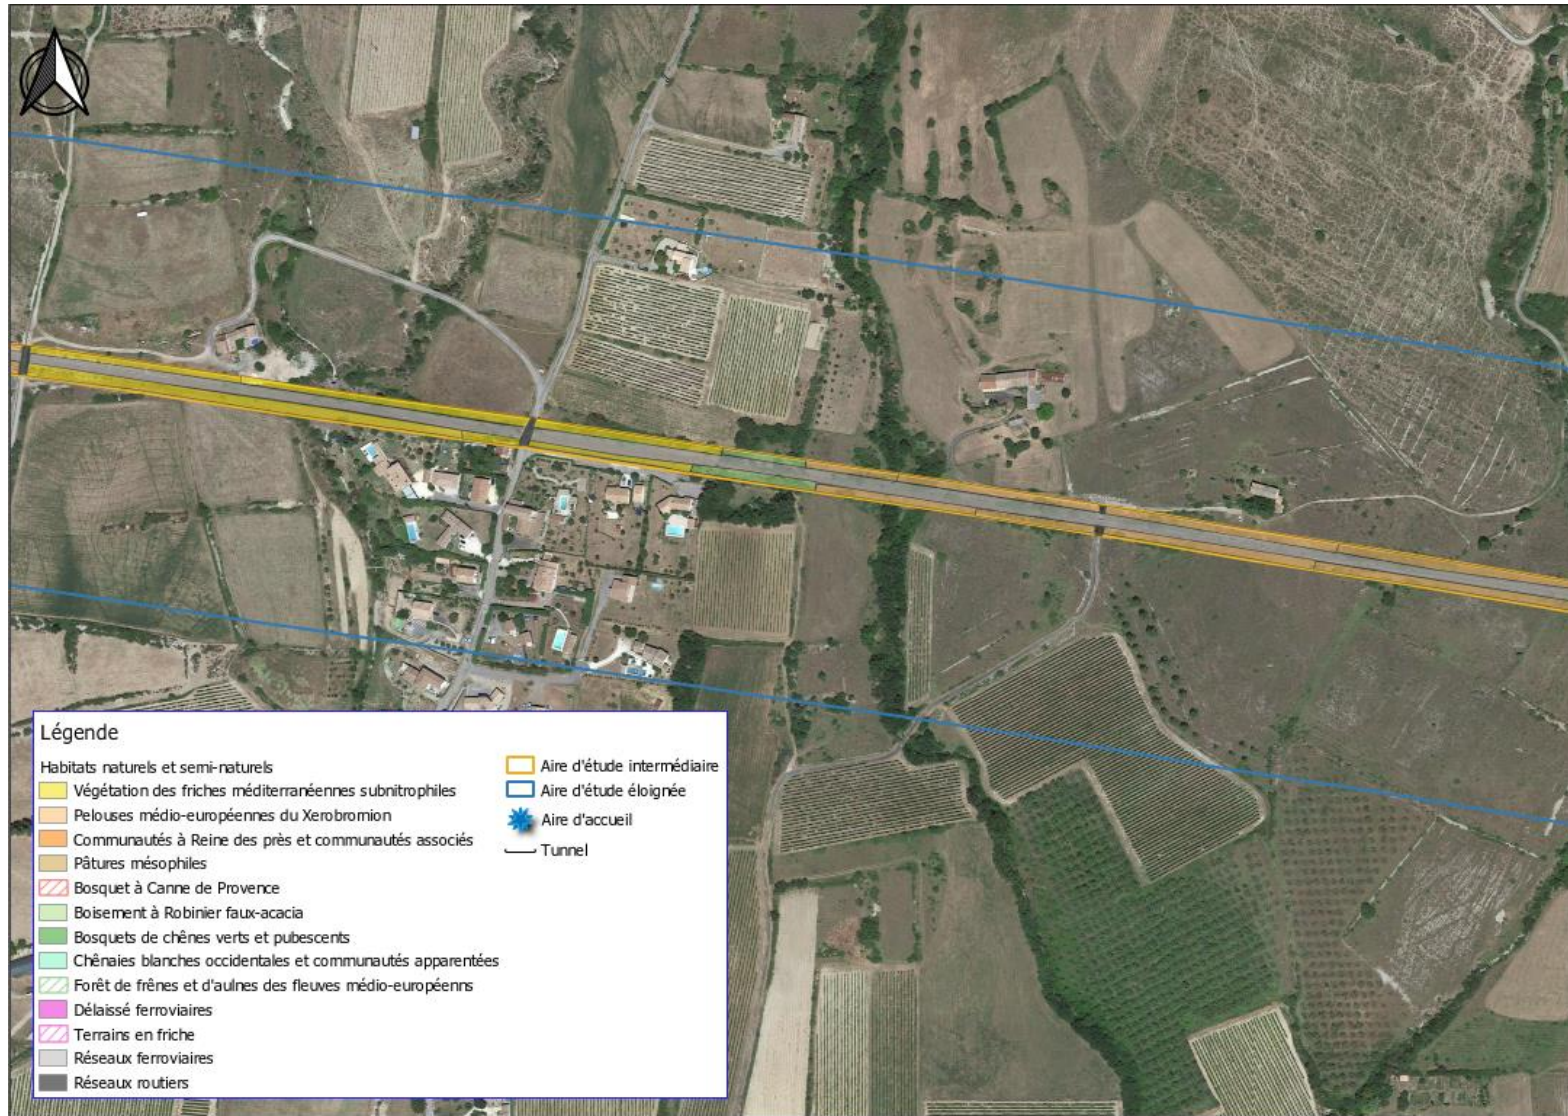 Légende
Habitats naturels et semi-naturels
Végétation des friches méditerranéennes subnitrophiles
Pelouses médio-européennes du Xerobromion
Communautés à Reine des près et communautés associés
Pâtures mésophiles
Bosquet à Canne de Provence
Boisement à Robinier faux-acacia
Bosquets de chênes verts et pubescents
Chênaies blanches occidentales et communautés apparentées
Forêt de frênes et d'aulnes des fleuves médio-européenns
Délaissé ferroviaires
Terrains en friche
Réseaux ferroviaires
Réseaux routiers
Aire d'étude intermédiaire
Aire d'étude éloignée
Aire d'accueil
Tunnel